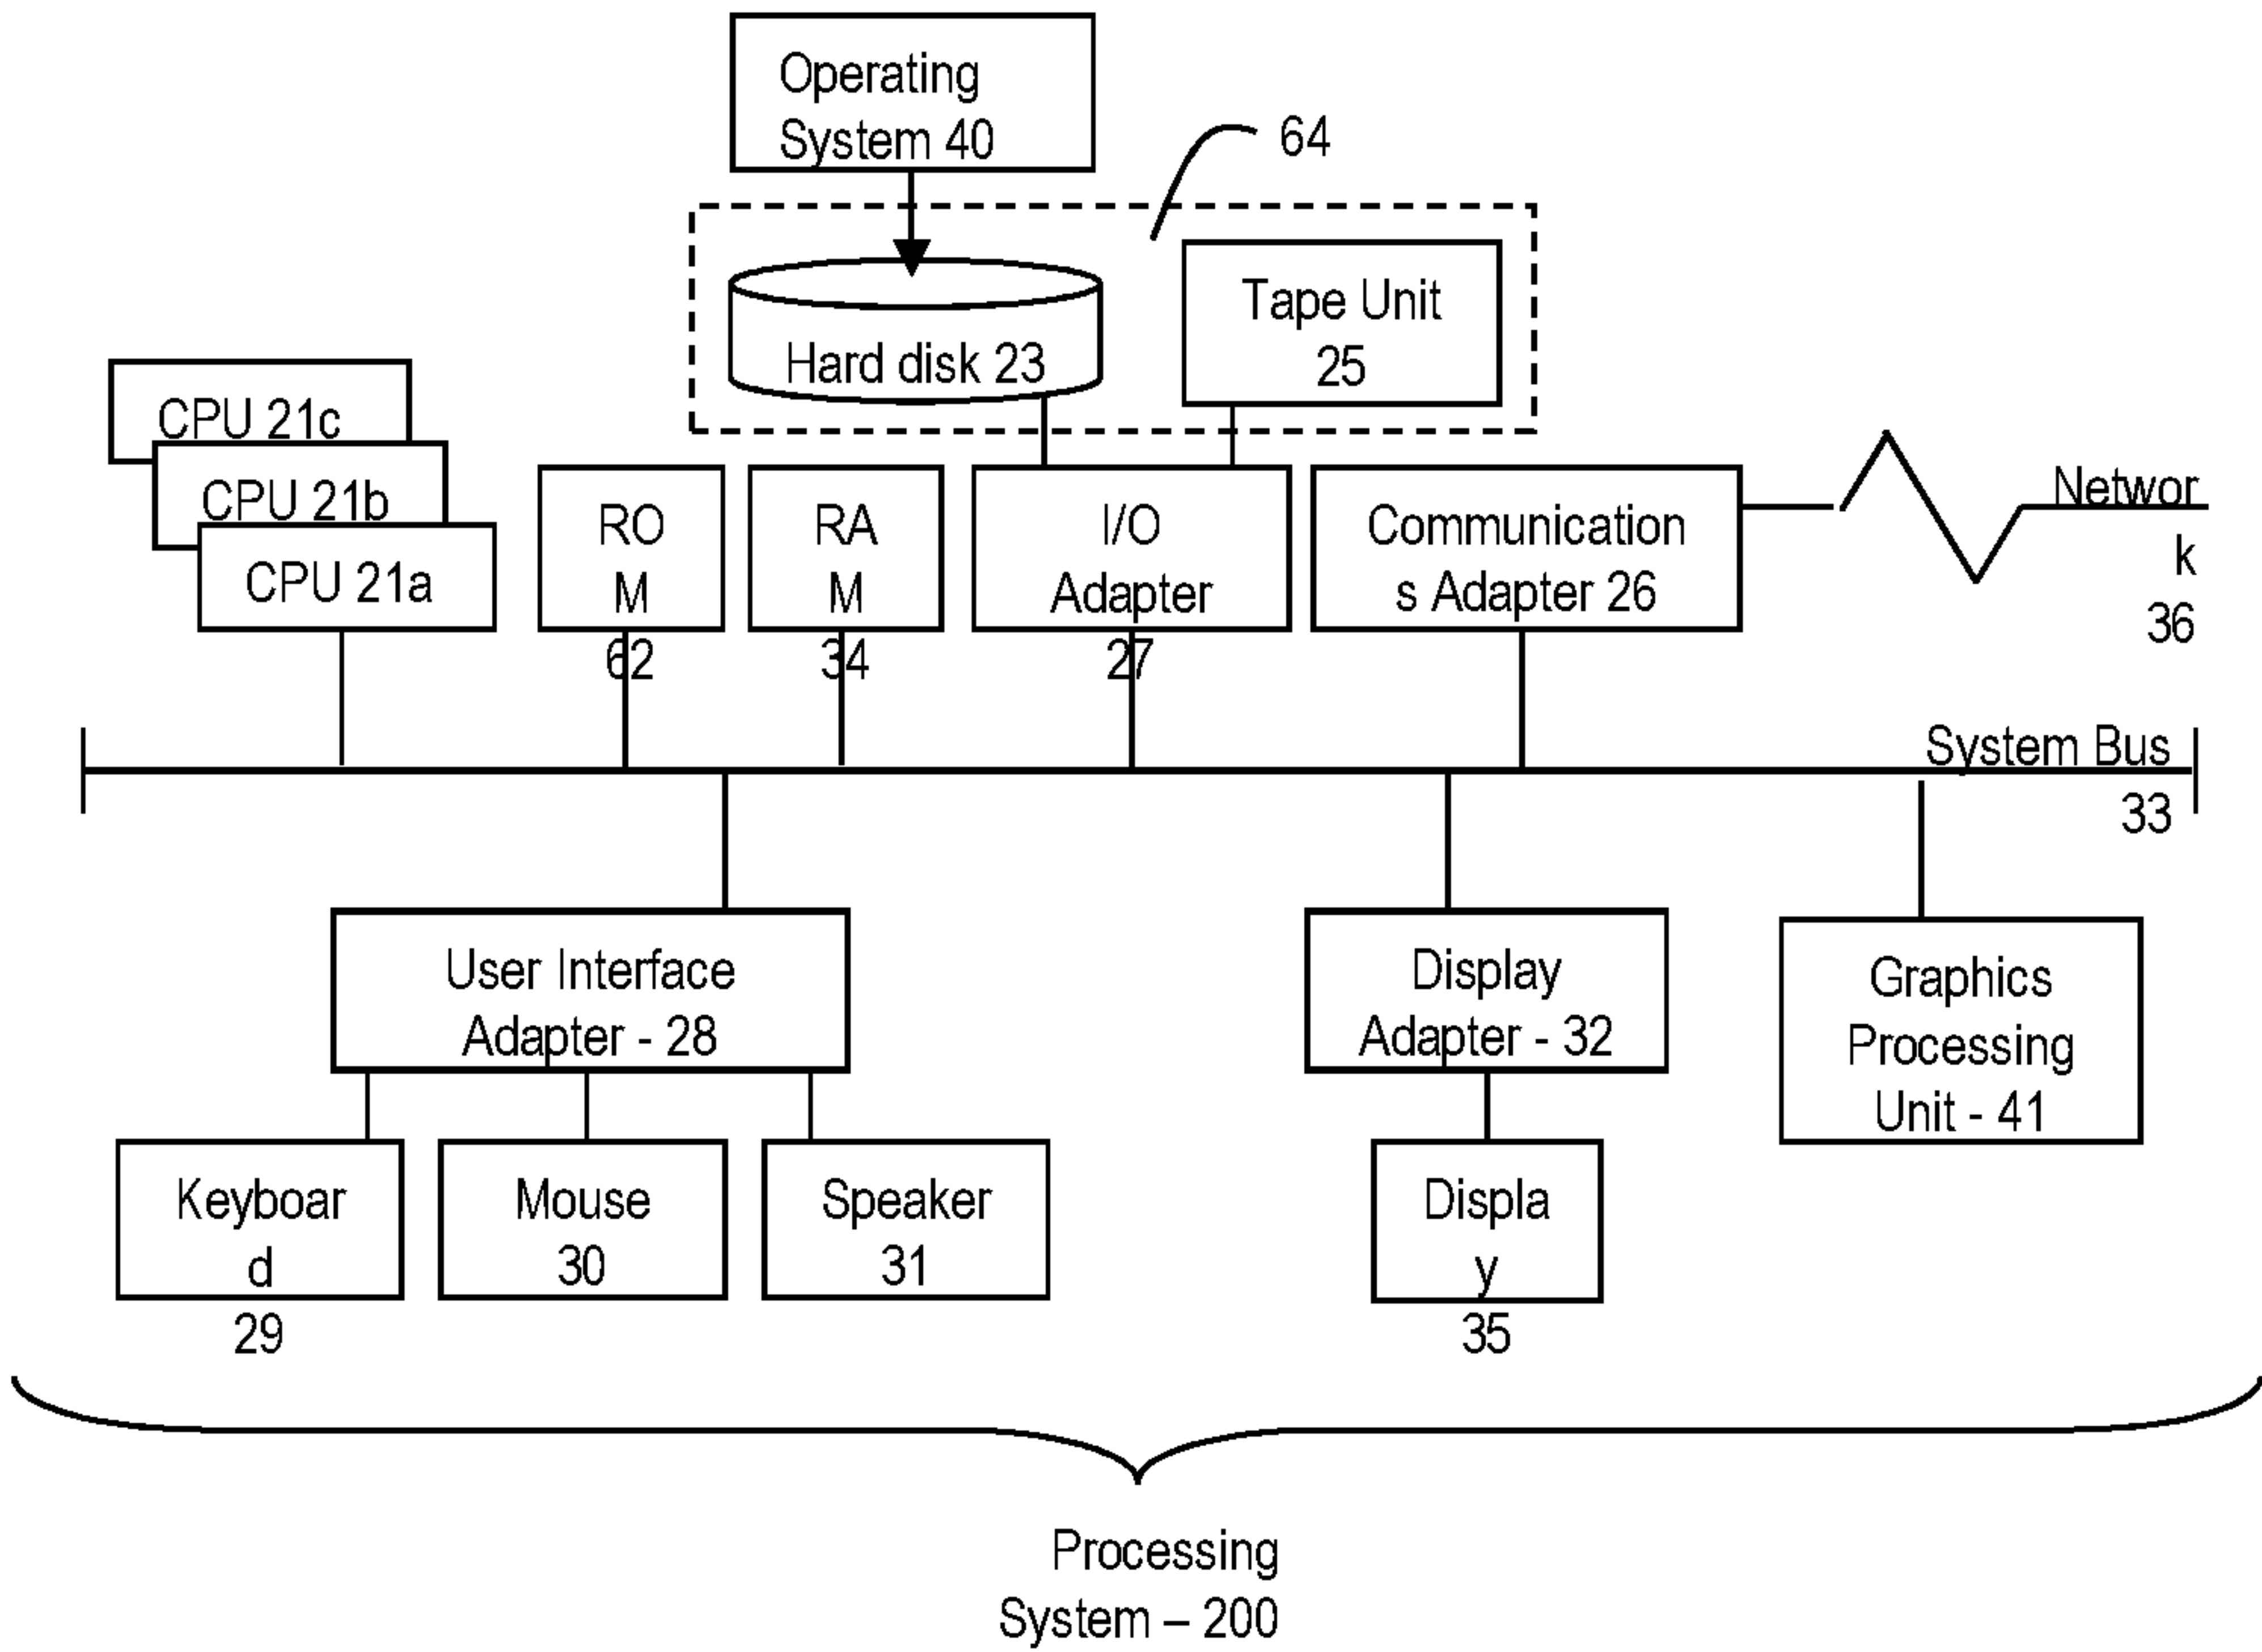 Operating
System 40
64
Hard disk 23
Tape Unit
25
CPU 21c
CPU 21b
CPU 21a
RO
M
62
RA
M
34
I/O
Adapter
27
Communication
s Adapter 26
Networ
k
36
System Bus
33
User Interface
Adapter - 28
Display
Adapter - 32
Graphics
Processing
Unit - 41
Keyboar
d
29
Mouse
30
Speaker
31
Displa
y
35
Processing
System – 200